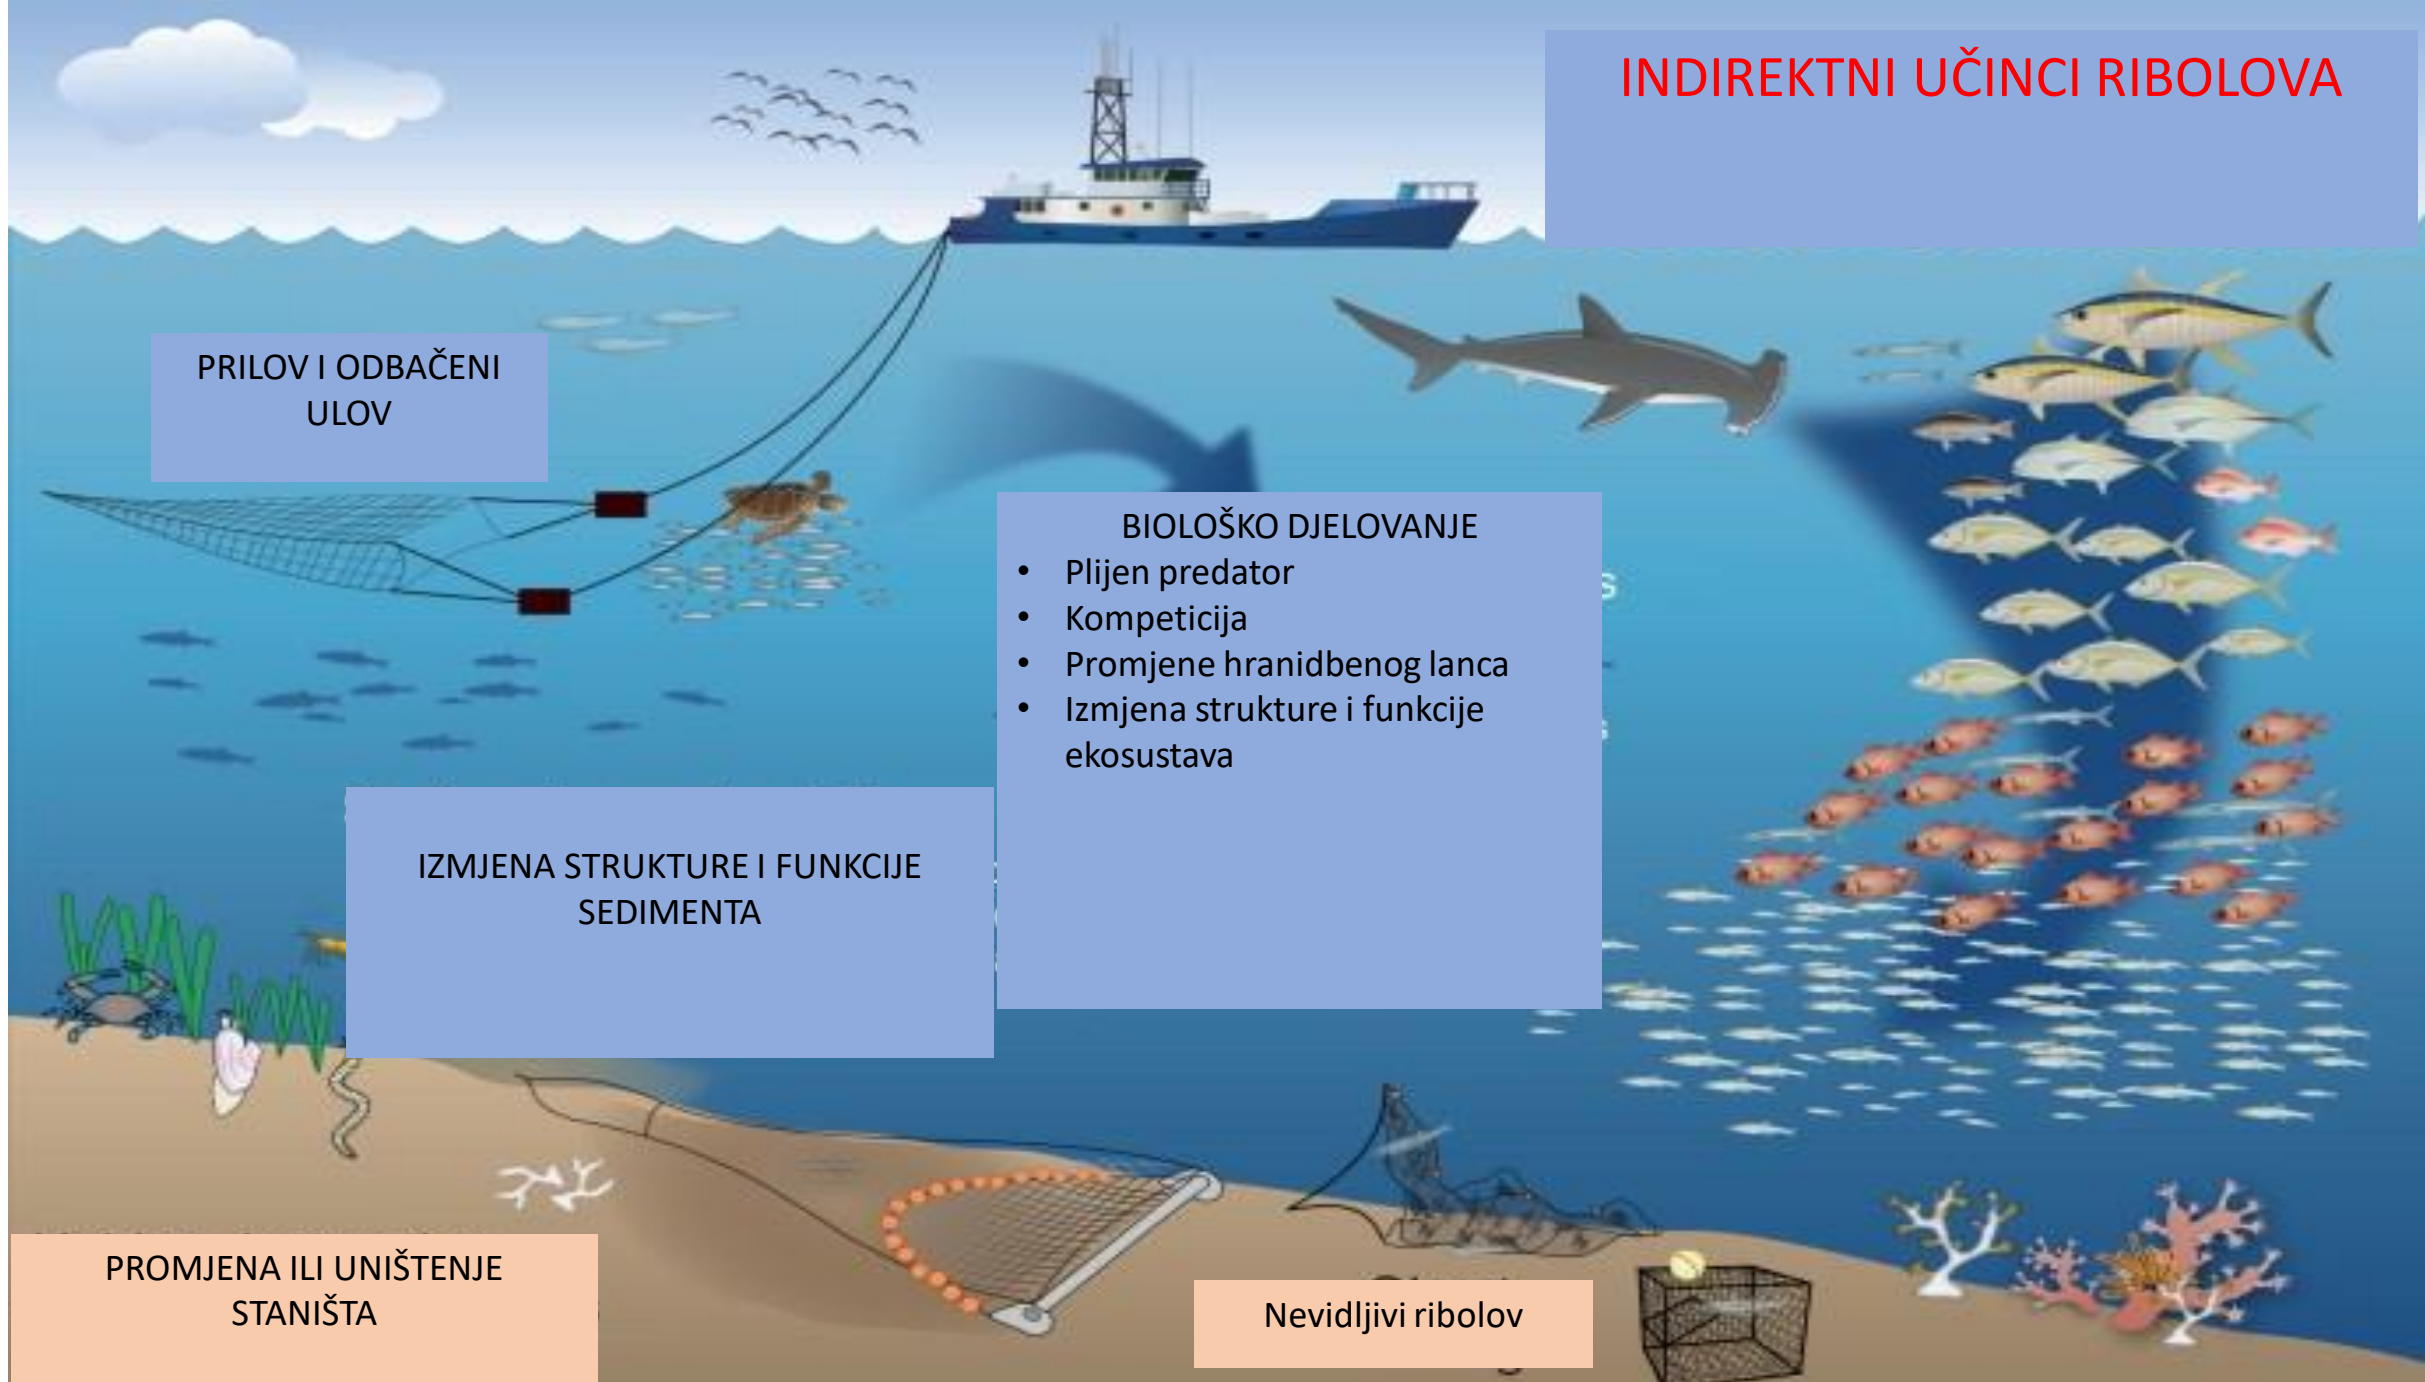 INDIREKTNI UČINCI RIBOLOVA
PRILOV I ODBAČENI
ULOV
BIOLOŠKO DJELOVANJE
• Plijen predator
• Kompeticija
• Promjene hranidbenog lanca
• Izmjena strukture i funkcije
ekosustava
IZMJENA STRUKTURE I FUNKCIJE
SEDIMENTA
PROMJENA ILI UNIŠTENJE
STANIŠTA
Nevidljivi ribolov